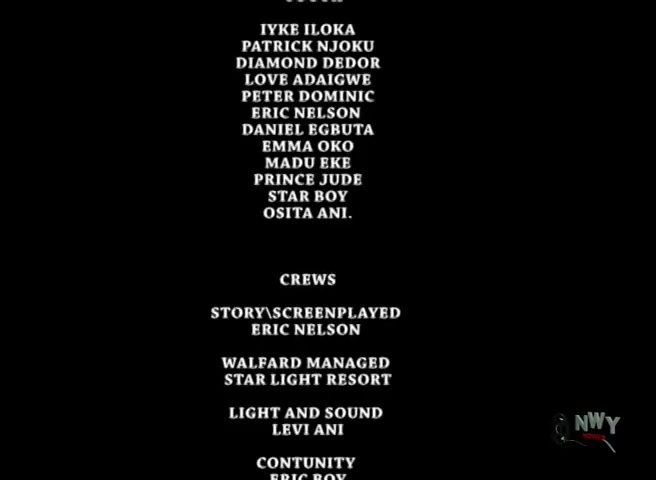 IYKE ILOKA
PATRICK NJOKU
DIAMOND DEDOR
LOVE ADAIGWE
PETER DOMINIC
ERIC NELSON
DANIEL EGBUTA
EMMA OKO
MADU EKE
PRINCE JUDE
STAR BOY
OSITA ANI.
CREWS
STORY\SCREENPLAYED
ERIC NELSON
WALFARD MANAGED
STAR LIGHT RESORT
LIGHT AND SOUND
LEVI ANI
CONTUNITY
ERIC BOY
NWY